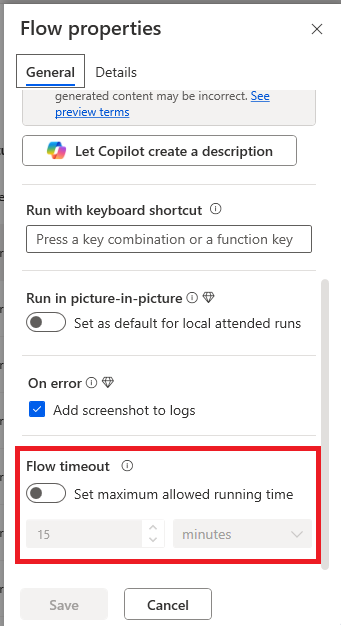 Flow properties
General
Details
generated content may be incorrect. See
preview terms
Let Copilot create a description
Run with keyboard shortcut
Press a key combination or a function key
Run in picture-in-picture
Set as default for local attended runs
On error
Add screenshot to logs
Flow timeout
Set maximum allowed running time
15
minutes
Save
Cancel